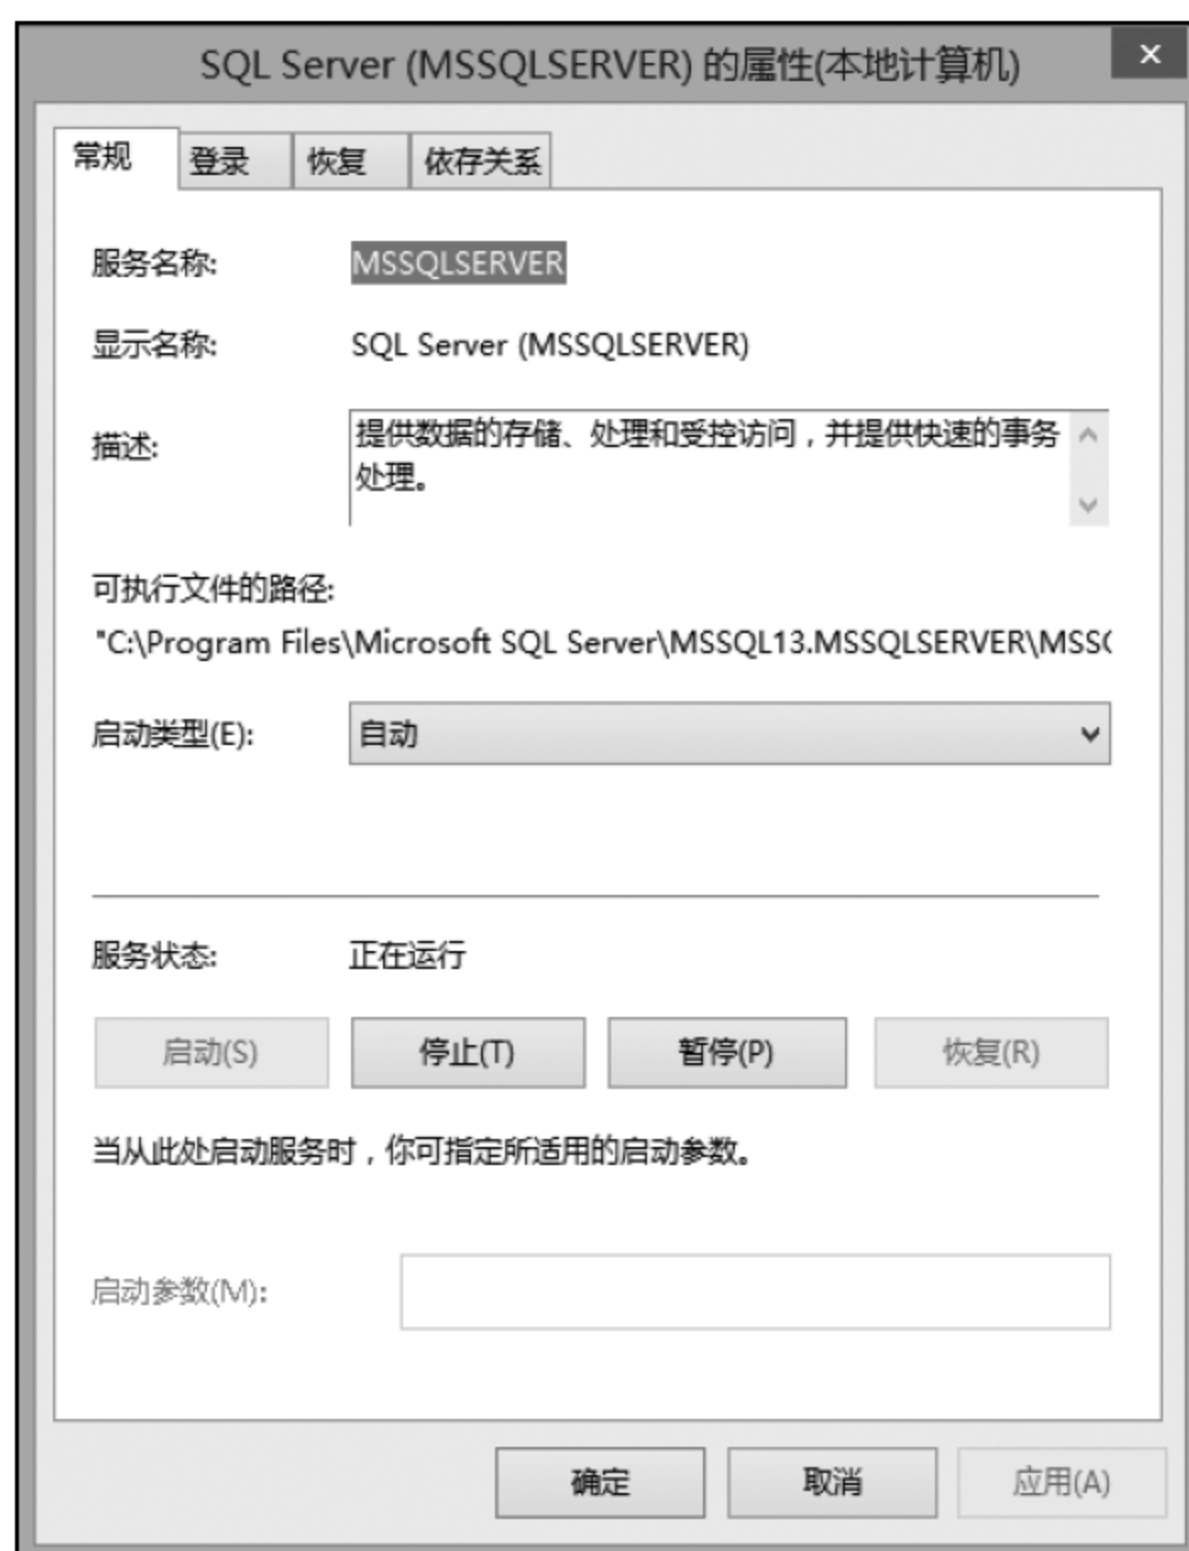 SQL Server (MSSQLSERVER) 的属性(本地计算机)
常规 登录 恢复 依存关系
服务名称: MSSQLSERVER
显示名称: SQL Server (MSSQLSERVER)
描述: 提供数据的存储、处理和受控访问，并提供快速的事务
处理。
可执行文件的路径:
"C:\Program Files\Microsoft SQL Server\MSSQL13.MSSQLSERVER\MSS
启动类型(E): 自动
服务状态: 正在运行
启动(S) 停止(T) 暂停(P) 恢复(R)
当从此处启动服务时，你可指定所适用的启动参数。
启动参数(M):
确定 取消 应用(A)